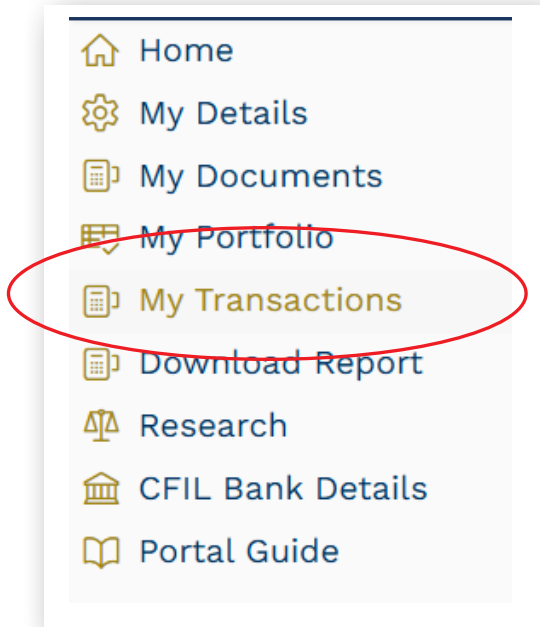 Home
My Details
My Documents
My Portfolio
My Transactions
Download Report
Research
CFIL Bank Details
Portal Guide